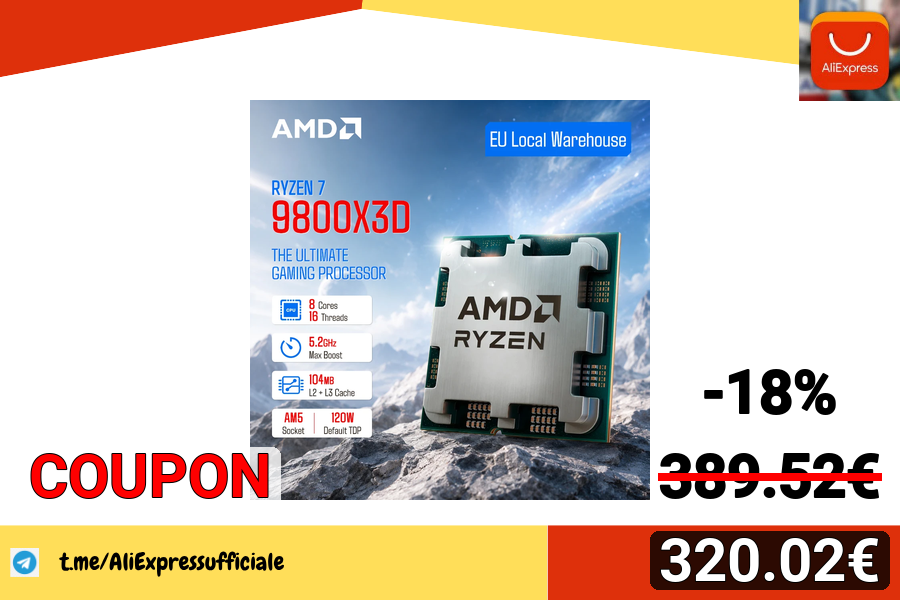 AliExpress
AMD
EU Local Warehouse
RYZEN 7
9800X3D
THE ULTIMATE
GAMING PROCESSOR
CPU
8 Cores
16 Threads
5.2GHz
Max Boost
104MB
L2 + L3 Cache
AM5
Socket
120W
Default TDP
AMD
RYZEN
-18%
COUPON
389.52€
t.me/AliExpressufficiale
320.02€